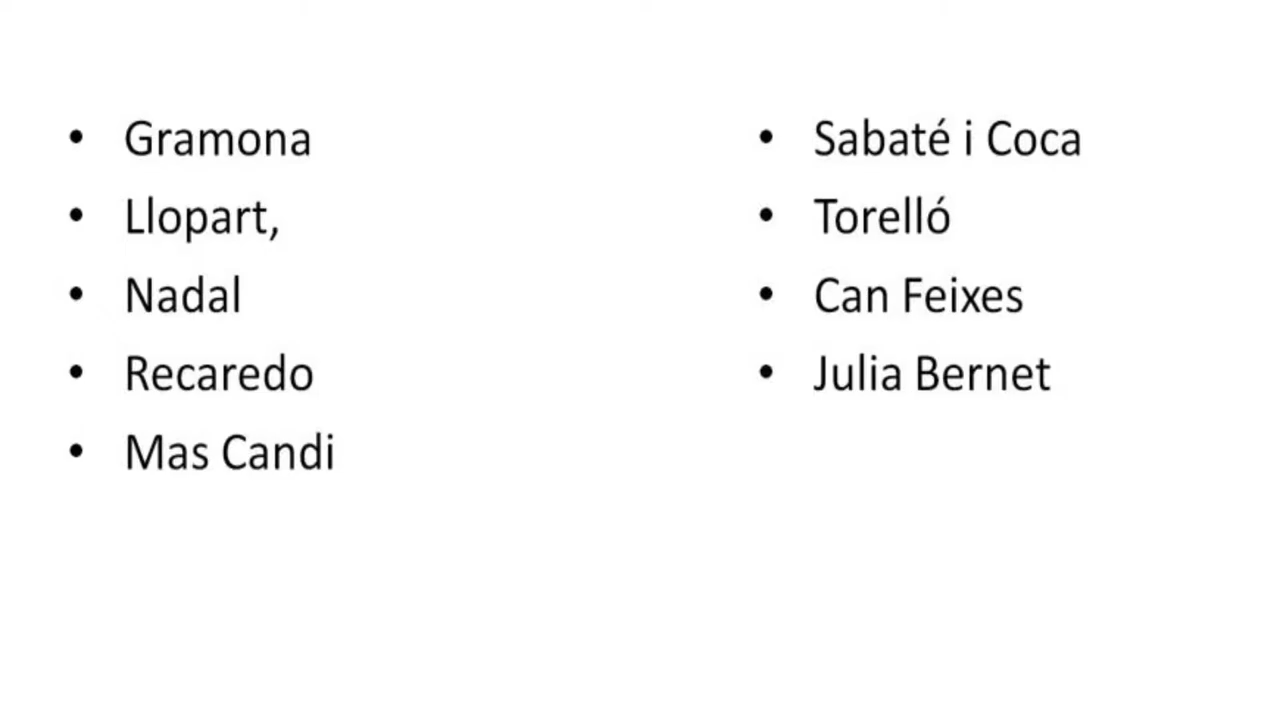 • Gramona
• Llopart,
• Nadal
• Recaredo
• Mas Candi
• Sabaté i Coca
• Torelló
• Can Feixes
• Julia Bernet